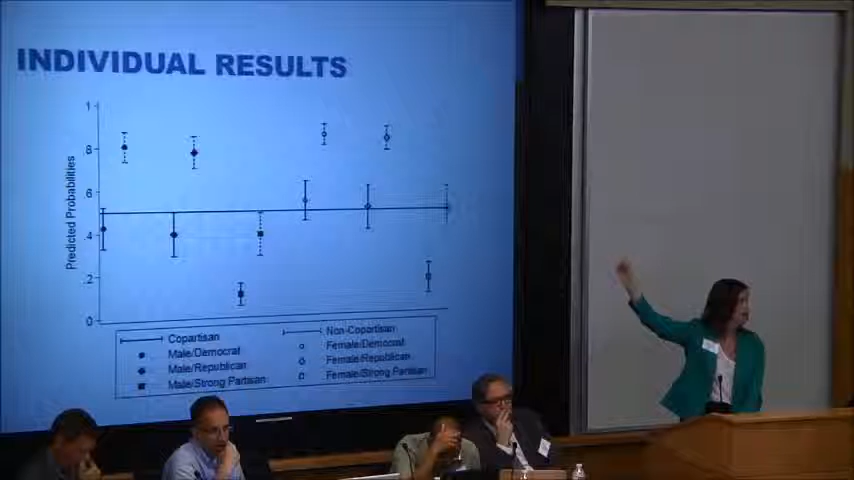 INDIVIDUAL RESULTS
1
.8
.6
.4
.2
0
Predicted Probabilities
Copartisan
Non-Copartisan
Male/Democrat
Female/Democrat
Male/Republican
Female/Republican
Male/Strong Partisan
Female/Strong Partisan